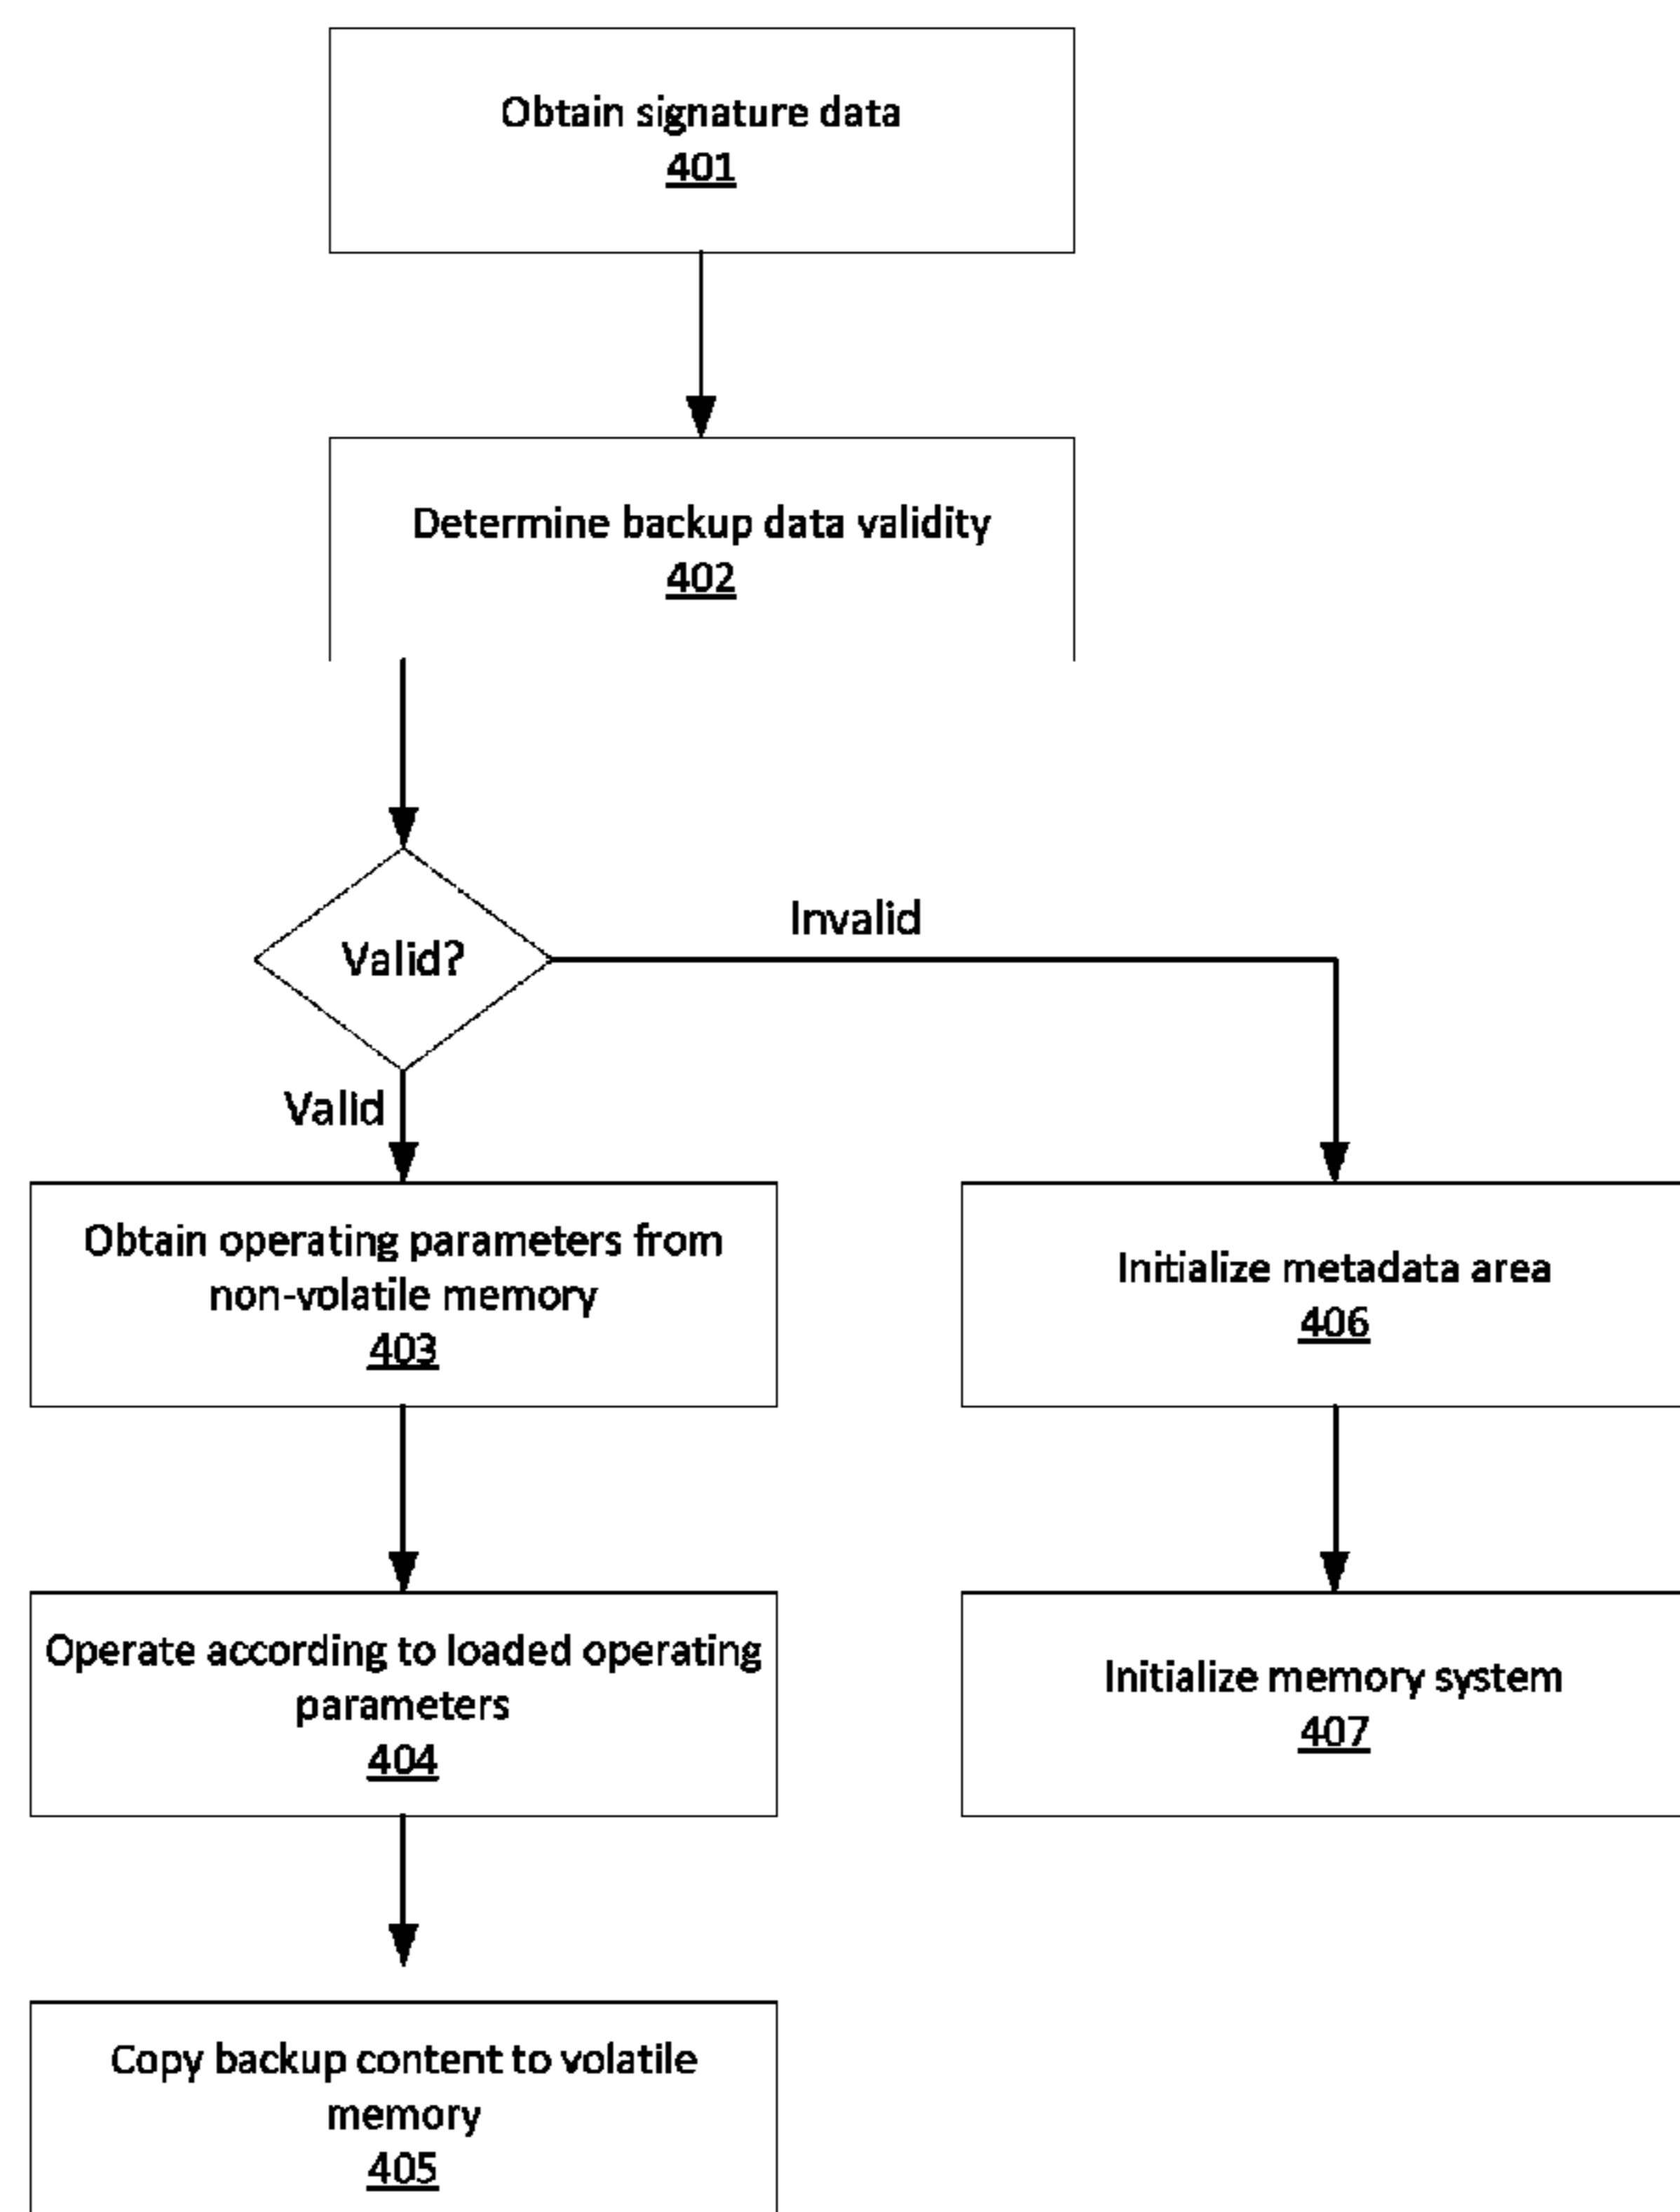 Obtain signature data
401
Determine backup data validity
402
Invalid
Valid?
Valid
Obtain operating parameters from
non-volatile memory
403
Initialize metadata area
406
Operate according to loaded operating
parameters
404
Initialize memory system
407
Copy backup content to volatile
memory
405